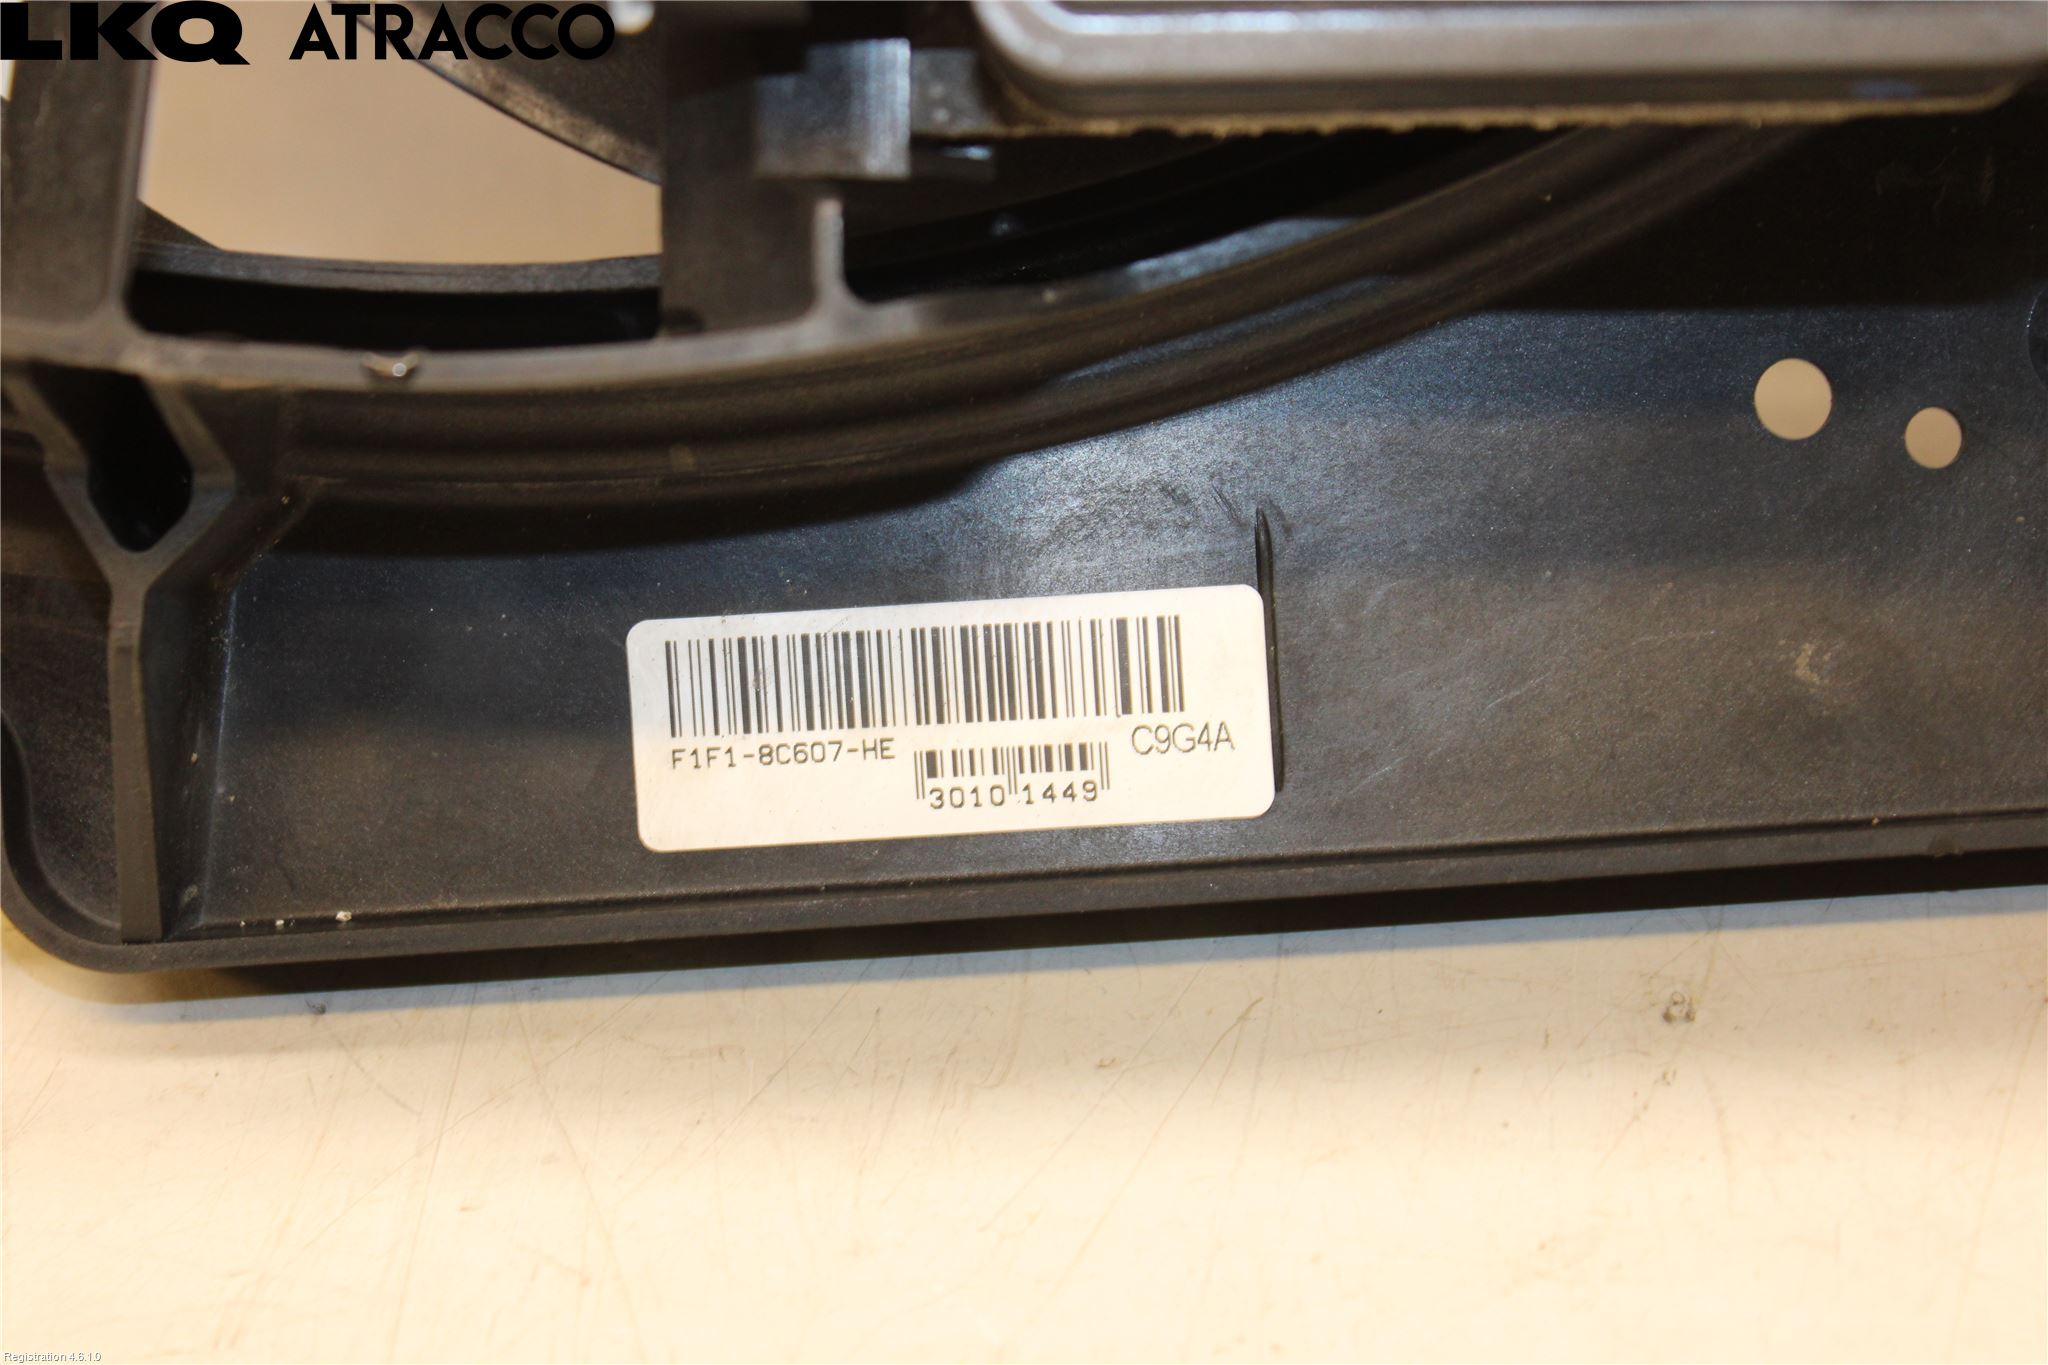 LKQ ATRACCO
F1F1-8C607-HE
C9G4A
3010 1449
Registration 4.6.1.0